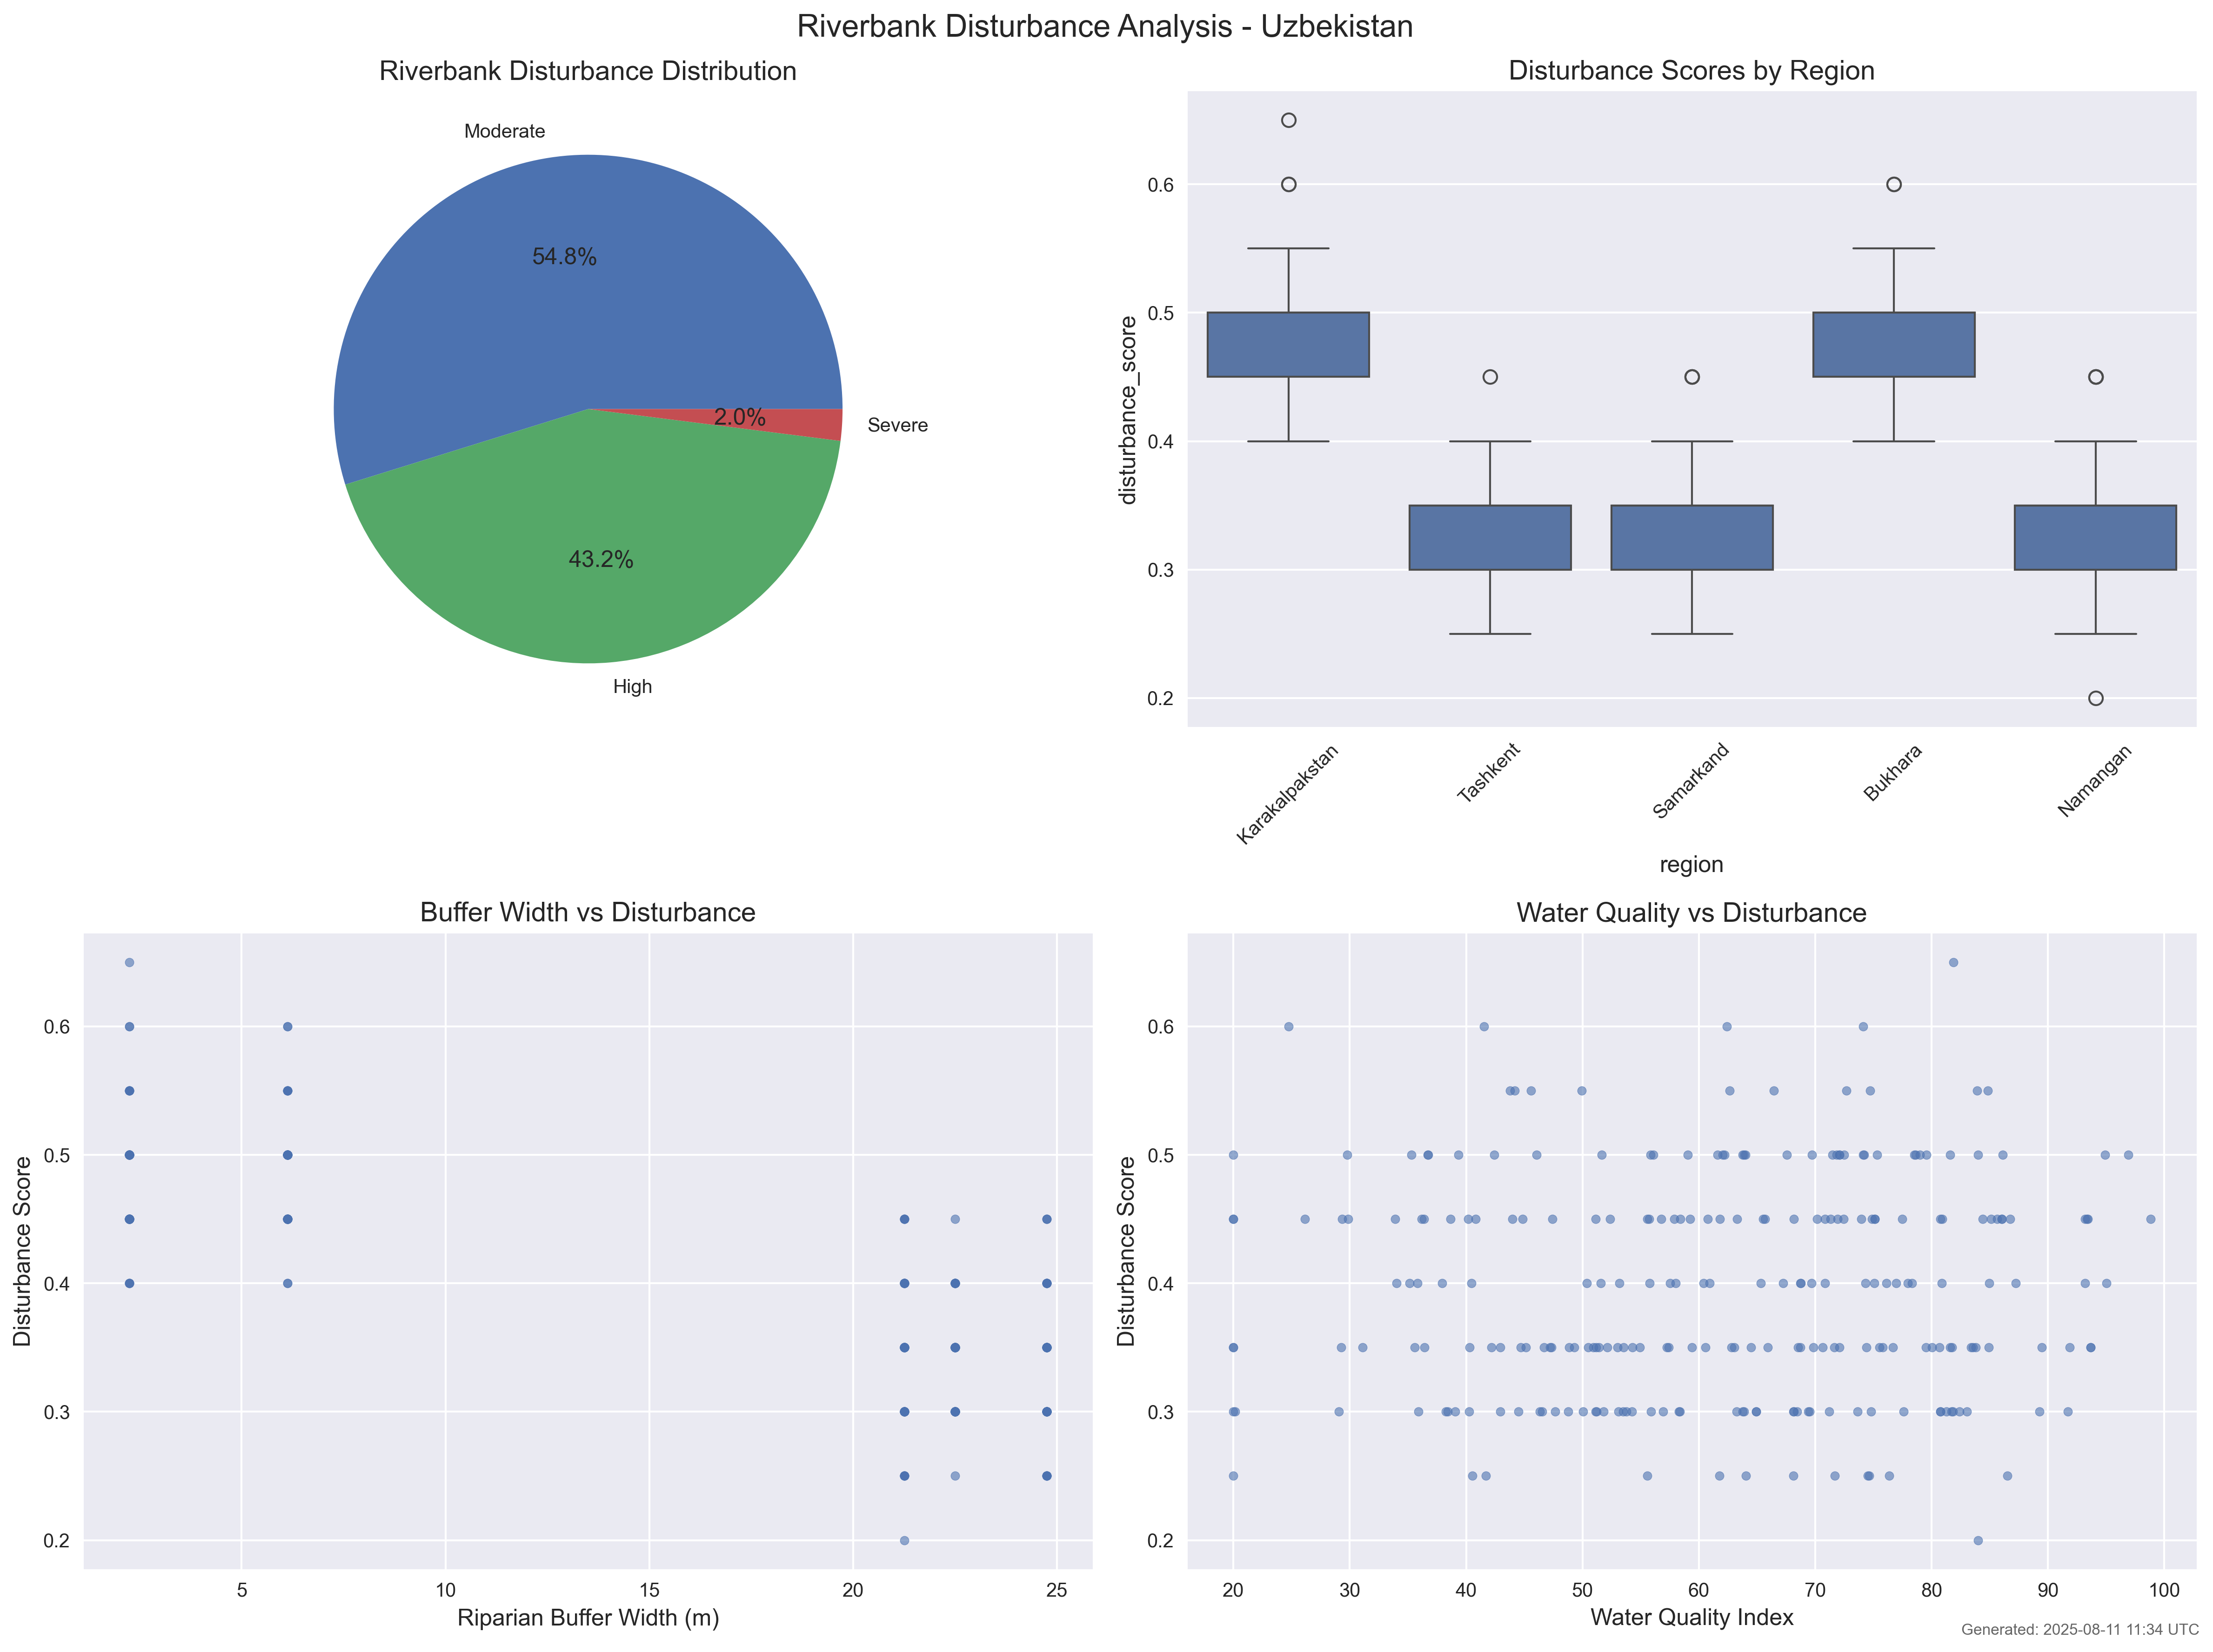 Riverbank Disturbance Analysis - Uzbekistan
Riverbank Disturbance Distribution
Moderate
54.8%
2.0%
Severe
43.2%
High
Disturbance Scores by Region
disturbance_score
0.6
0.5
0.4
0.3
0.2
Karakalpakstan
Tashkent
Samarkand
Bukhara
Namangan
region
Buffer Width vs Disturbance
Disturbance Score
0.6
0.5
0.4
0.3
0.2
5
10
15
20
25
Riparian Buffer Width (m)
Water Quality vs Disturbance
Disturbance Score
0.6
0.5
0.4
0.3
0.2
20
30
40
50
60
70
80
90
100
Water Quality Index
Generated: 2025-08-11 11:34 UTC